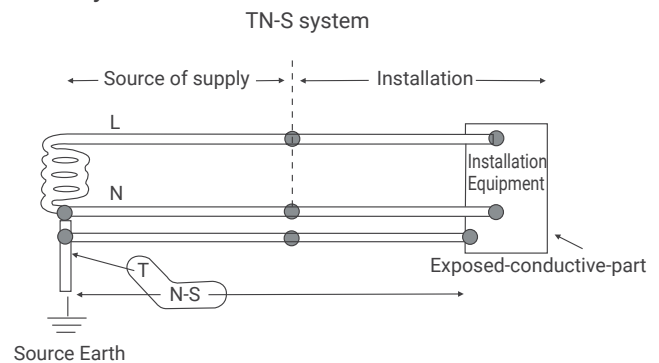 TN-S system
Source of supply
Installation
L
Installation
Equipment
N
Exposed-conductive-part
T
N-S
Source Earth